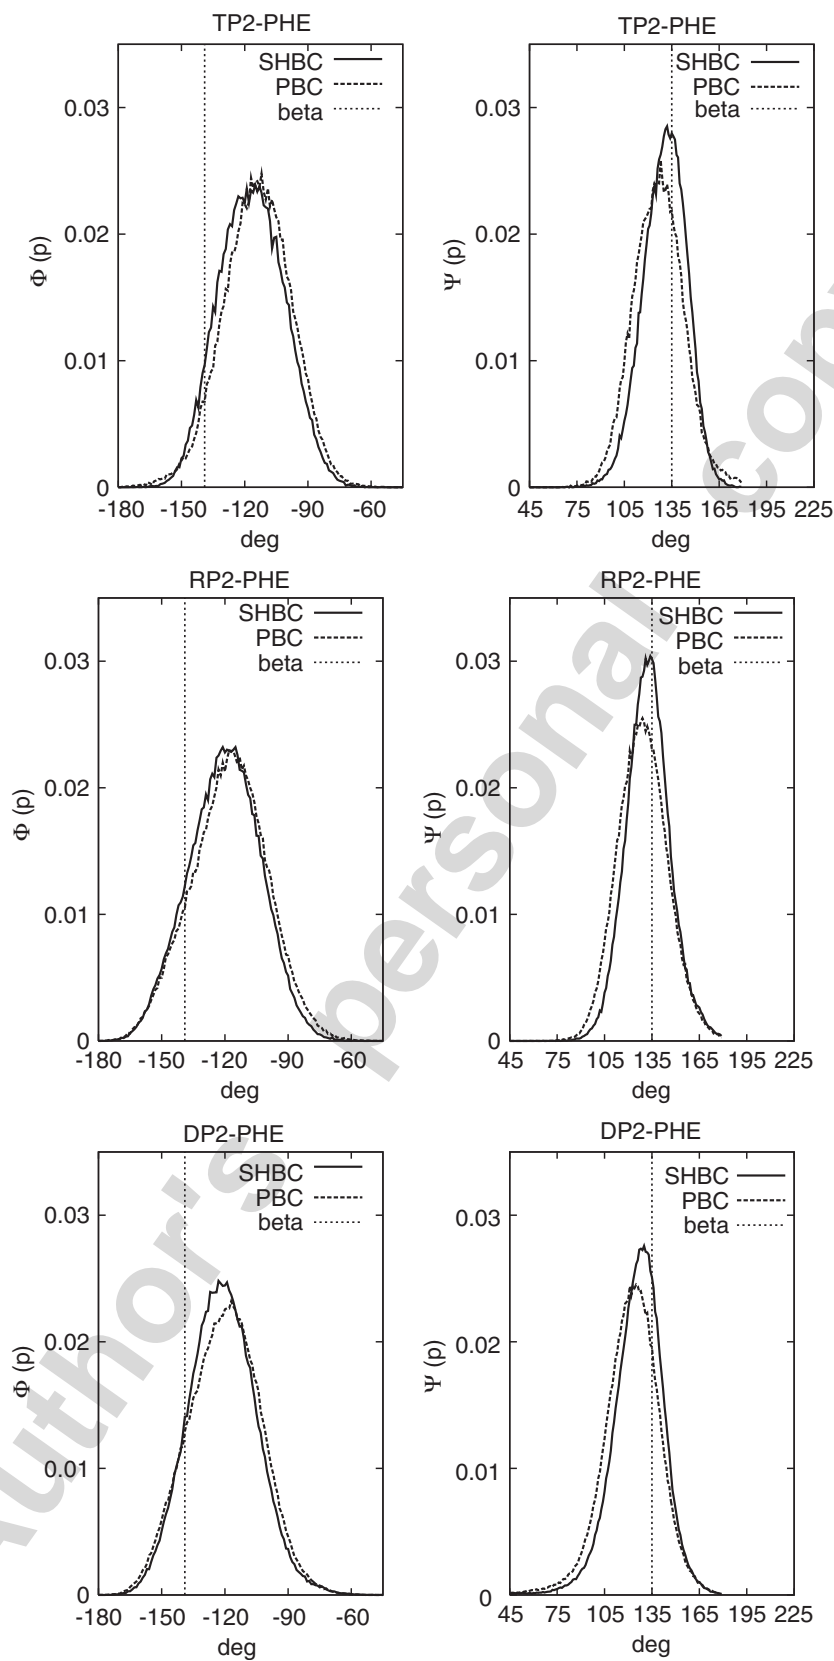 TP2-PHE
SHBC
PBC
beta
0.03
0.02
0.01
0
Φ (p)
-180 -150 -120 -90 -60
deg
TP2-PHE
SHBC
PBC
beta
0.03
0.02
0.01
0
Ψ (p)
45 75 105 135 165 195 225
deg
RP2-PHE
SHBC
PBC
beta
0.03
0.02
0.01
0
Φ (p)
-180 -150 -120 -90 -60
deg
RP2-PHE
SHBC
PBC
beta
0.03
0.02
0.01
0
Ψ (p)
45 75 105 135 165 195 225
deg
DP2-PHE
SHBC
PBC
beta
0.03
0.02
0.01
0
Φ (p)
-180 -150 -120 -90 -60
deg
DP2-PHE
SHBC
PBC
beta
0.03
0.02
0.01
0
Ψ (p)
45 75 105 135 165 195 225
deg
Author's personal